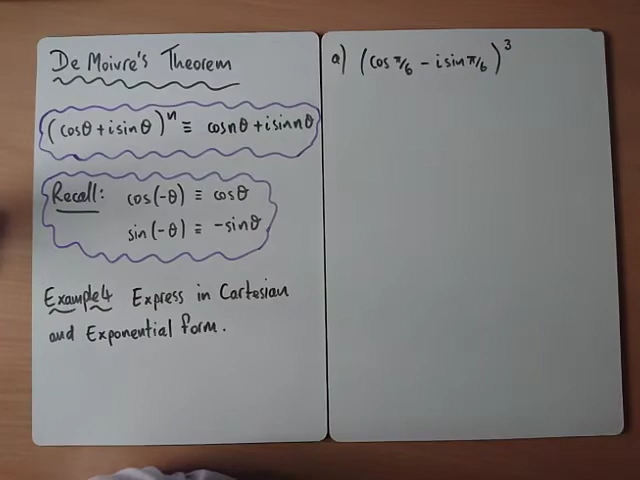 De Moivre's Theorem
(cosθ + isinθ)ⁿ ≡ cosnθ + isinnθ
Recall: cos(-θ) ≡ cosθ
sin(-θ) ≡ -sinθ
Example 4 Express in Cartesian
and Exponential form.
a) (cos π/6 - isin π/6)³